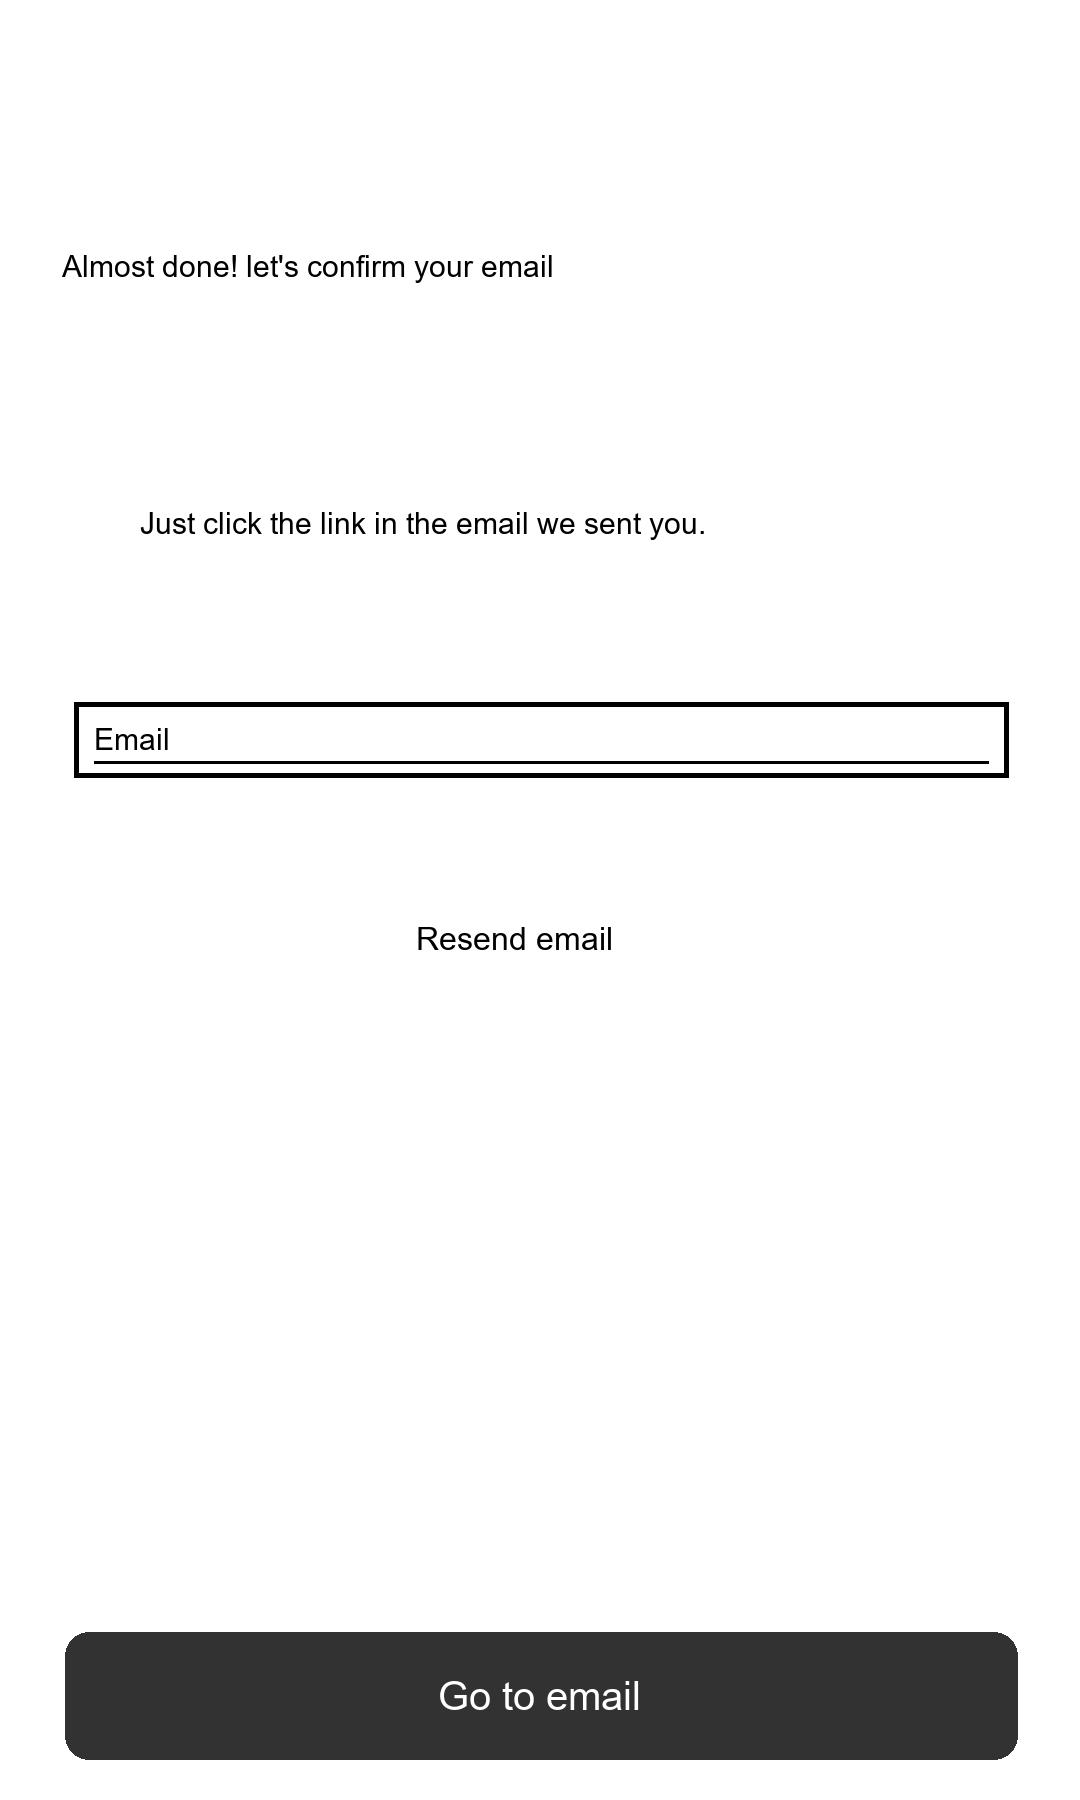 Almost done! let's confirm your email
Just click the link in the email we sent you.
Email
Resend email
Go to email